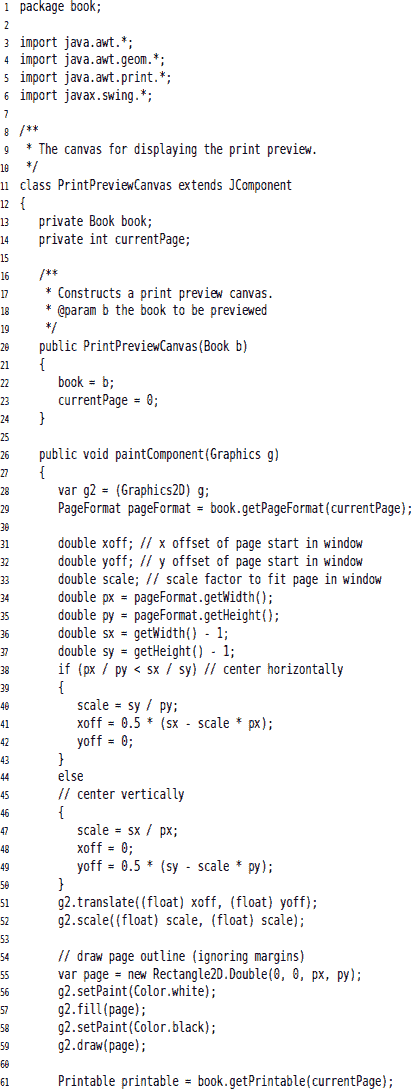 1 package book;
2
3 import java.awt.*;
4 import java.awt.geom.*;
5 import java.awt.print.*;
6 import javax.swing.*;
7
8 /**
9  * The canvas for displaying the print preview.
10  */
11 class PrintPreviewCanvas extends JComponent
12 {
13    private Book book;
14    private int currentPage;
15
16    /**
17     * Constructs a print preview canvas.
18     * @param b the book to be previewed
19     */
20    public PrintPreviewCanvas(Book b)
21    {
22       book = b;
23       currentPage = 0;
24    }
25
26    public void paintComponent(Graphics g)
27    {
28       var g2 = (Graphics2D) g;
29       PageFormat pageFormat = book.getPageFormat(currentPage);
30
31       double xoff; // x offset of page start in window
32       double yoff; // y offset of page start in window
33       double scale; // scale factor to fit page in window
34       double px = pageFormat.getWidth();
35       double py = pageFormat.getHeight();
36       double sx = getWidth() - 1;
37       double sy = getHeight() - 1;
38       if (px / py < sx / sy) // center horizontally
39       {
40          scale = sy / py;
41          xoff = 0.5 * (sx - scale * px);
42          yoff = 0;
43       }
44       else
45       // center vertically
46       {
47          scale = sx / px;
48          xoff = 0;
49          yoff = 0.5 * (sy - scale * py);
50       }
51       g2.translate((float) xoff, (float) yoff);
52       g2.scale((float) scale, (float) scale);
53
54       // draw page outline (ignoring margins)
55       var page = new Rectangle2D.Double(0, 0, px, py);
56       g2.setPaint(Color.white);
57       g2.fill(page);
58       g2.setPaint(Color.black);
59       g2.draw(page);
60
61       Printable printable = book.getPrintable(currentPage);